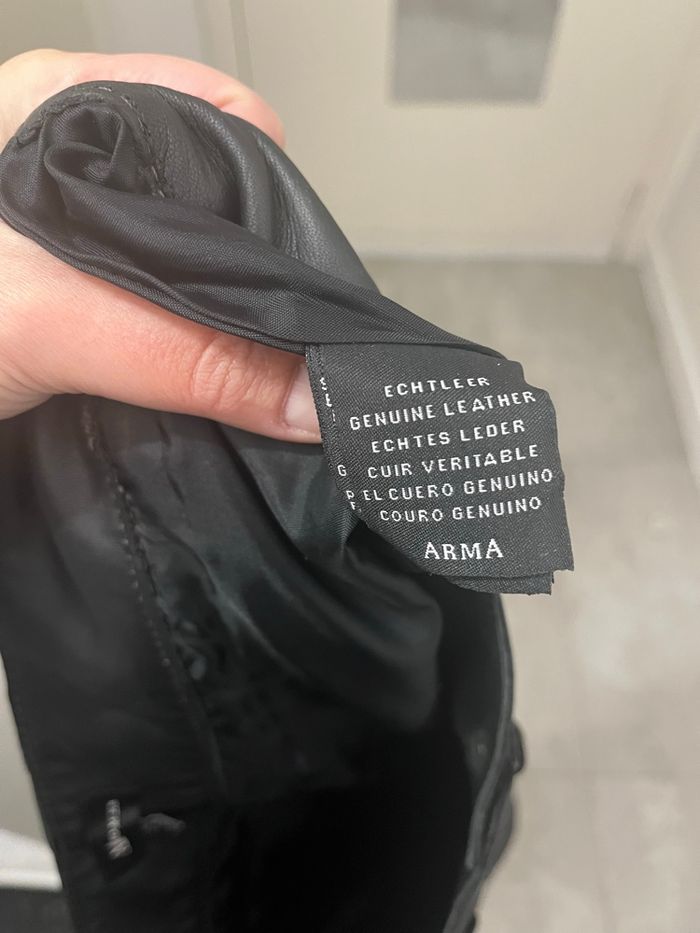 ECHTLEER
GENUINE LEATHER
ECHTES LEDER
CUIR VERITABLE
EL CUERO GENUINO
COURO GENUINO
ARMA